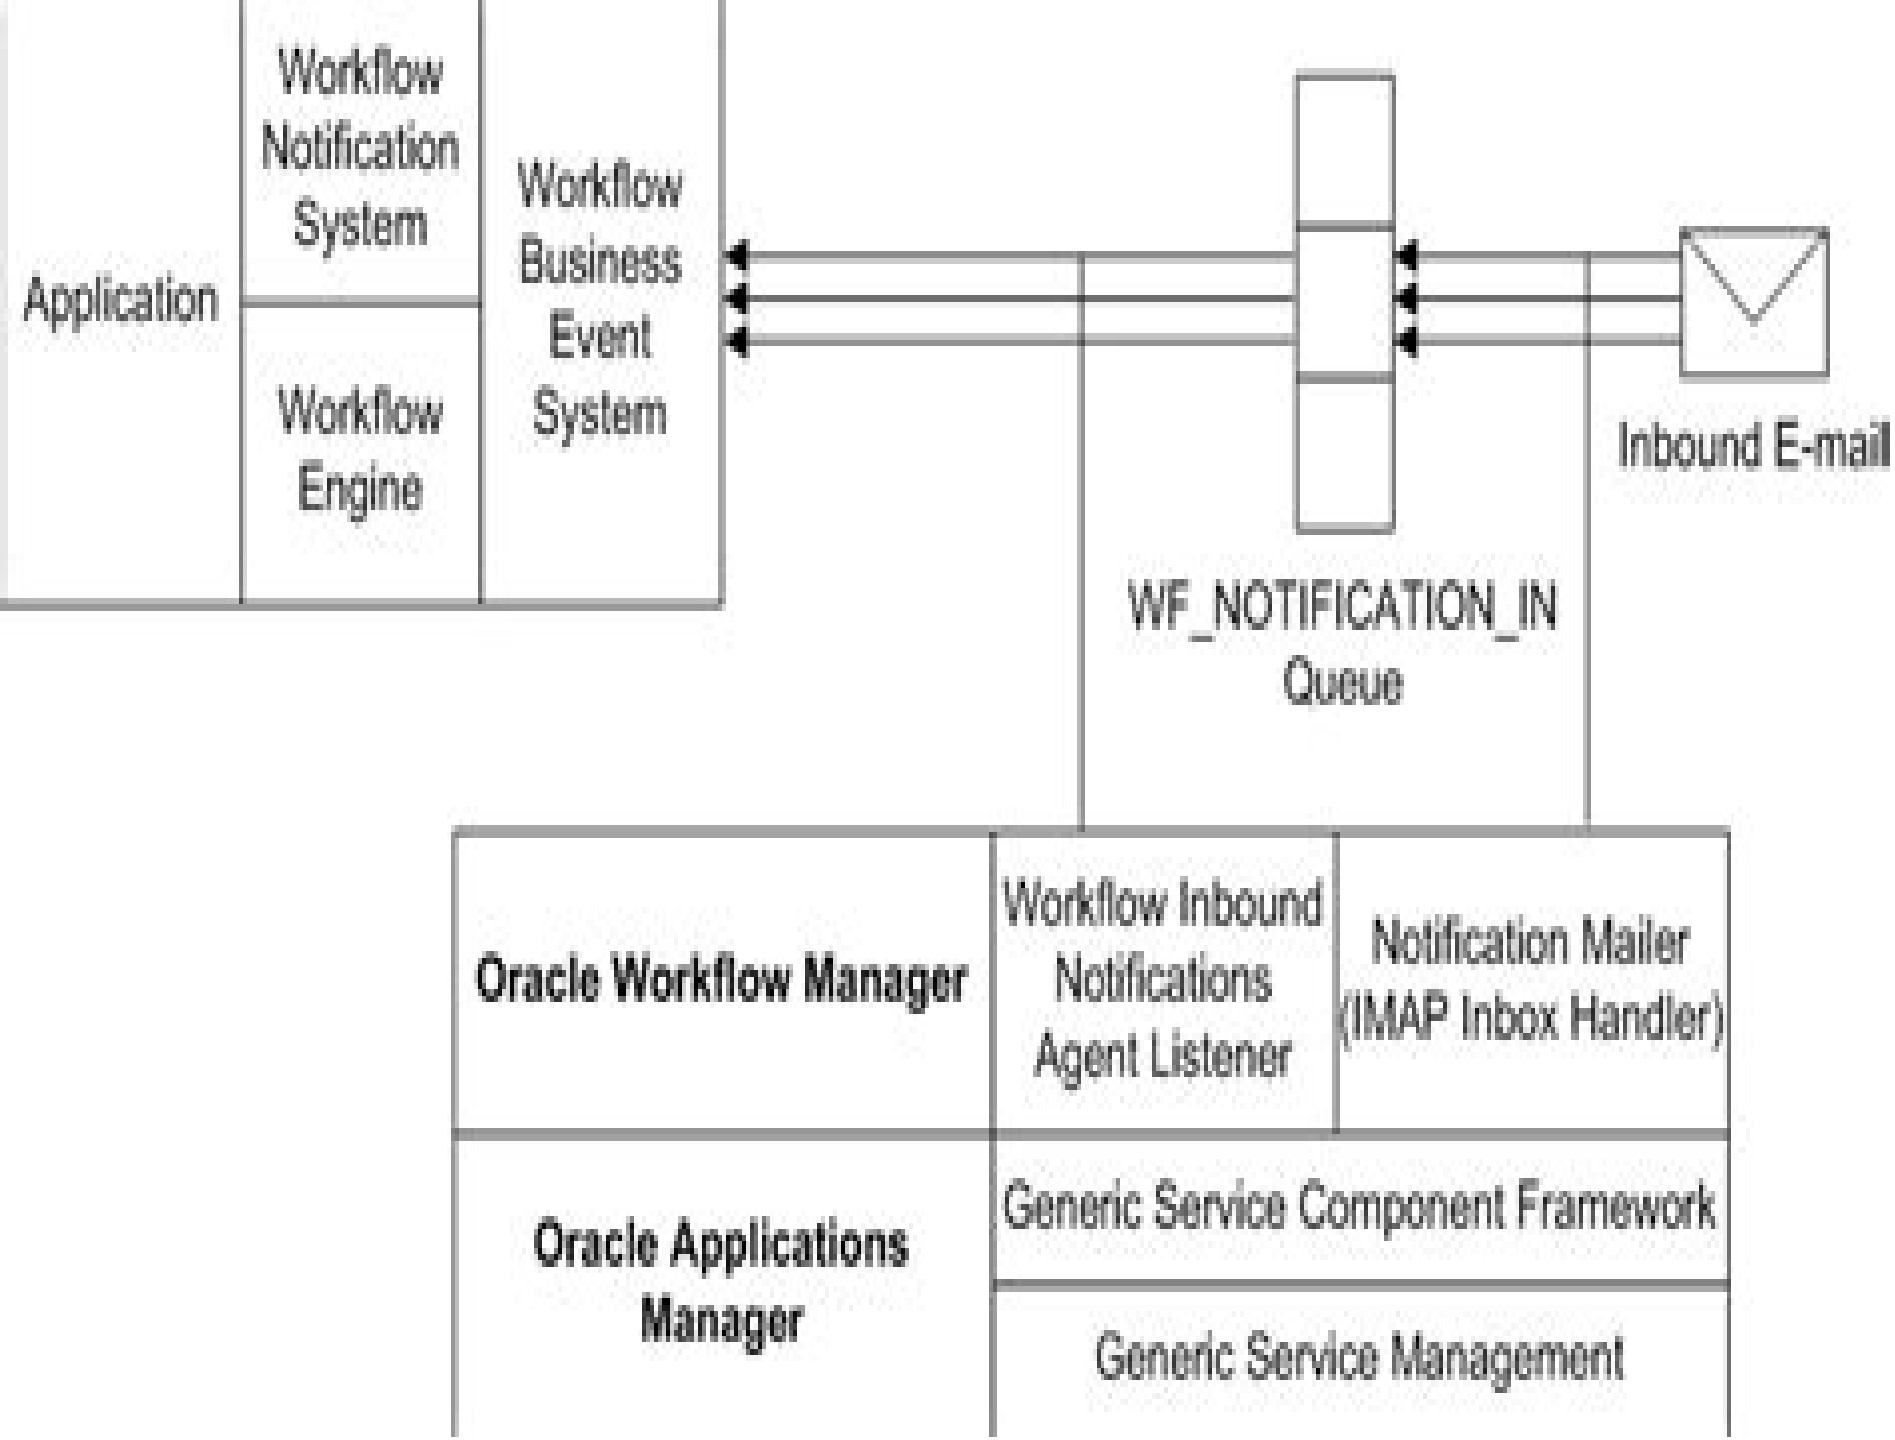 Application
Workflow
Notification
System
Workflow
Engine
Workflow
Business
Event
System
Inbound E-mail
WF_NOTIFICATION_IN
Queue
Oracle Workflow Manager
Workflow Inbound
Notifications
Agent Listener
Notification Mailer
(IMAP Inbox Handler)
Oracle Applications
Manager
Generic Service Component Framework
Generic Service Management